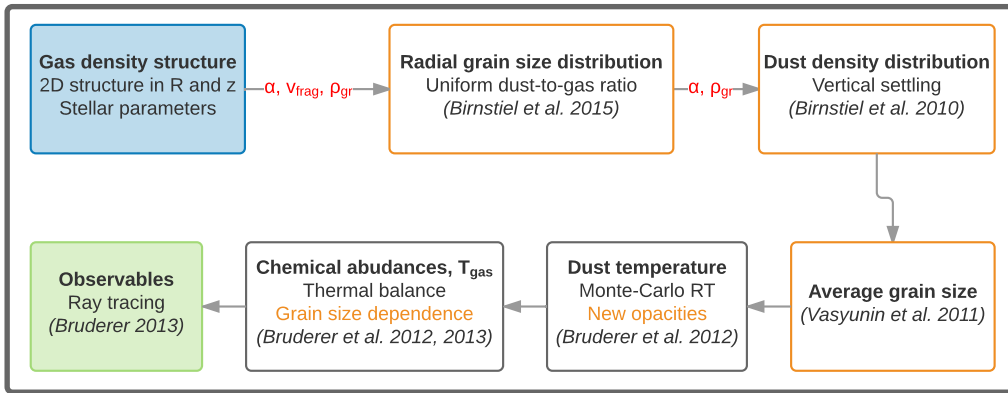 Gas density structure
2D structure in R and z
Stellar parameters
α, vfrag, ρgr
Radial grain size distribution
Uniform dust-to-gas ratio
(Birnstiel et al. 2015)
α, ρgr
Dust density distribution
Vertical settling
(Birnstiel et al. 2010)
Observables
Ray tracing
(Bruderer 2013)
Chemical abudances, Tgas
Thermal balance
Grain size dependence
(Bruderer et al. 2012, 2013)
Dust temperature
Monte-Carlo RT
New opacities
(Bruderer et al. 2012)
Average grain size
(Vasyunin et al. 2011)